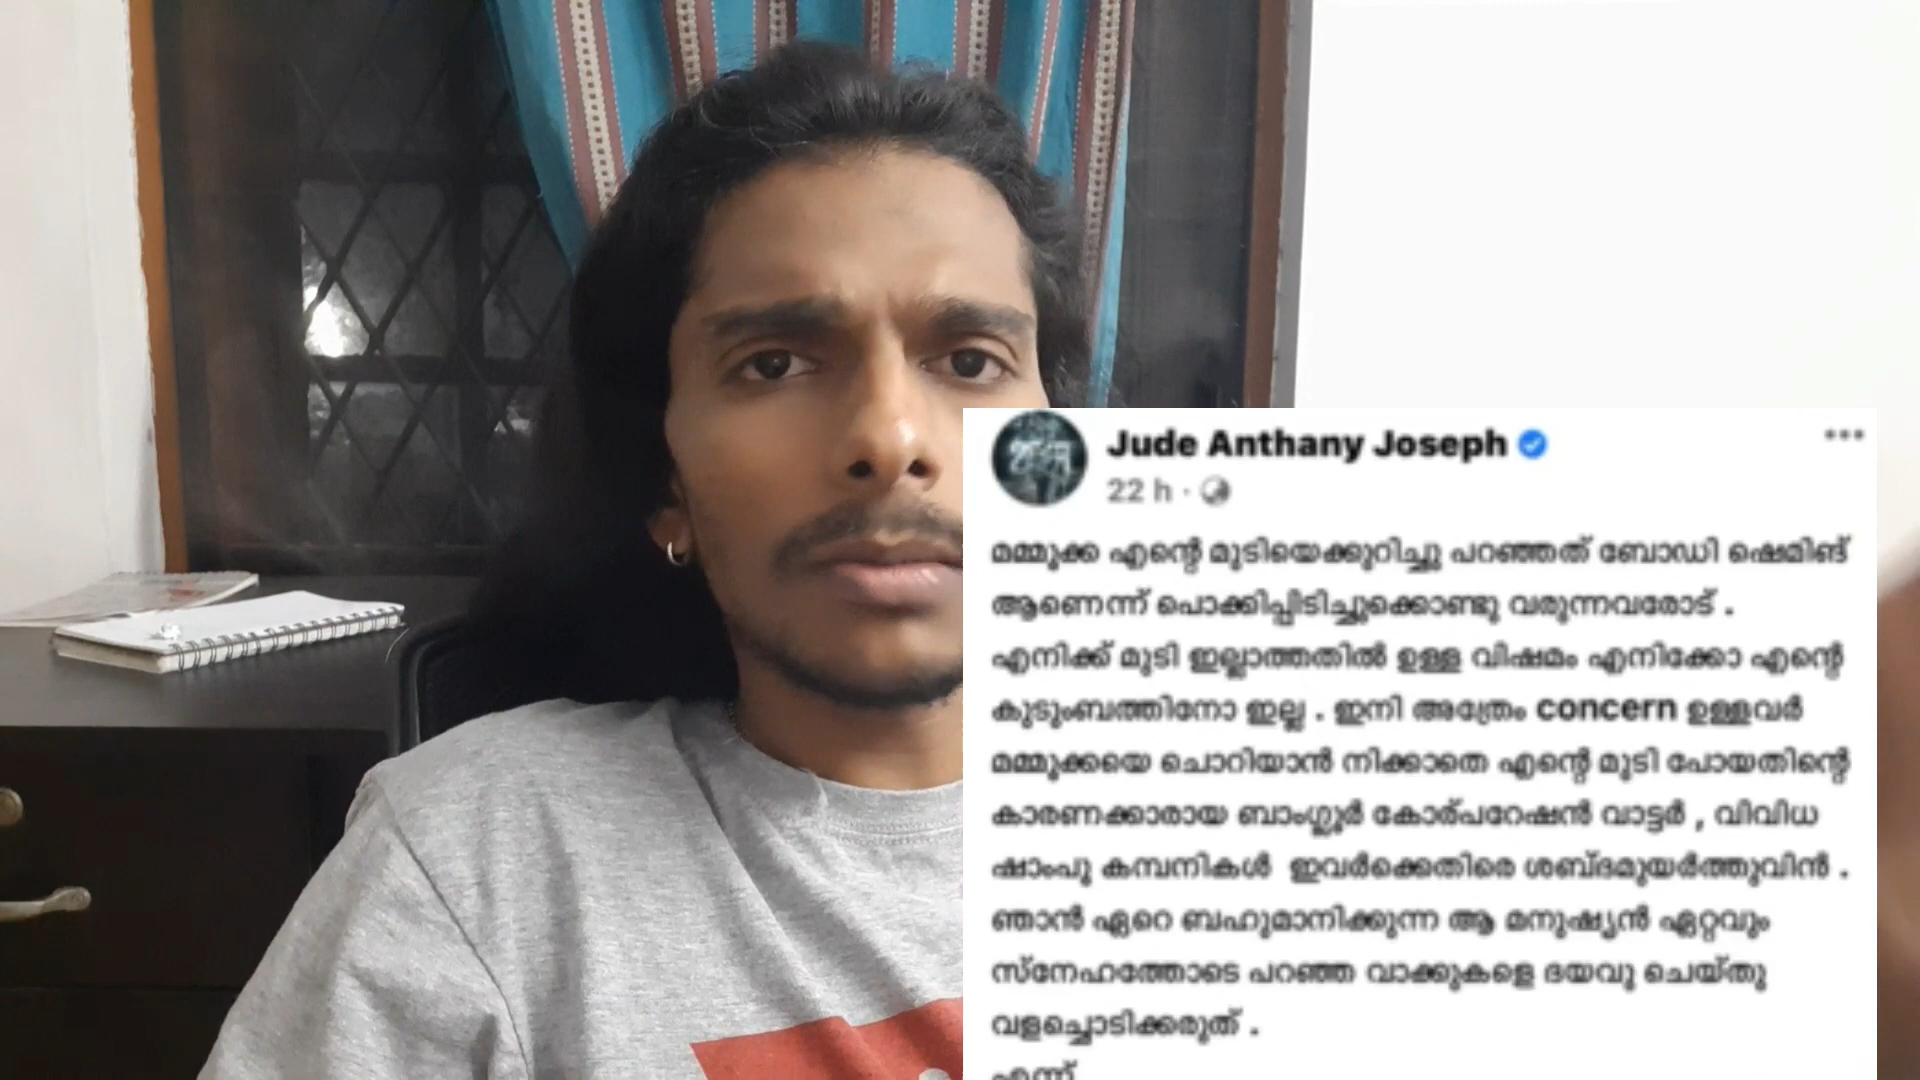 Jude Anthany Joseph
22 h ·
മമ്മൂക്ക എന്റെ മുടിയെക്കുറിച്ചു പറഞ്ഞത് ബോഡി ഷെമിങ്
ആണെന്ന് പൊക്കിപ്പിടിച്ചുക്കൊണ്ടു വരുന്നവരോട് .
എനിക്ക് മുടി ഇല്ലാത്തതിൽ ഉള്ള വിഷമം എനിക്കോ എന്റെ
കുടുംബത്തിനോ ഇല്ല . ഇനി അത്രേം concern ഉള്ളവർ
മമ്മൂക്കയെ ചൊറിയാൻ നിക്കാതെ എന്റെ മുടി പോയതിന്റെ
കാരണക്കാരായ ബാംഗ്ലൂർ കോര്പറേഷൻ വാട്ടർ , വിവിധ
ഷാംപൂ കമ്പനികൾ ഇവർക്കെതിരെ ശബ്ദമുയർത്തുവിൻ .
ഞാൻ ഏറെ ബഹുമാനിക്കുന്ന ആ മനുഷ്യൻ ഏറ്റവും
സ്നേഹത്തോടെ പറഞ്ഞ വാക്കുകളെ ദയവു ചെയ്തു
വളച്ചൊടിക്കരുത് .
എന്ന്